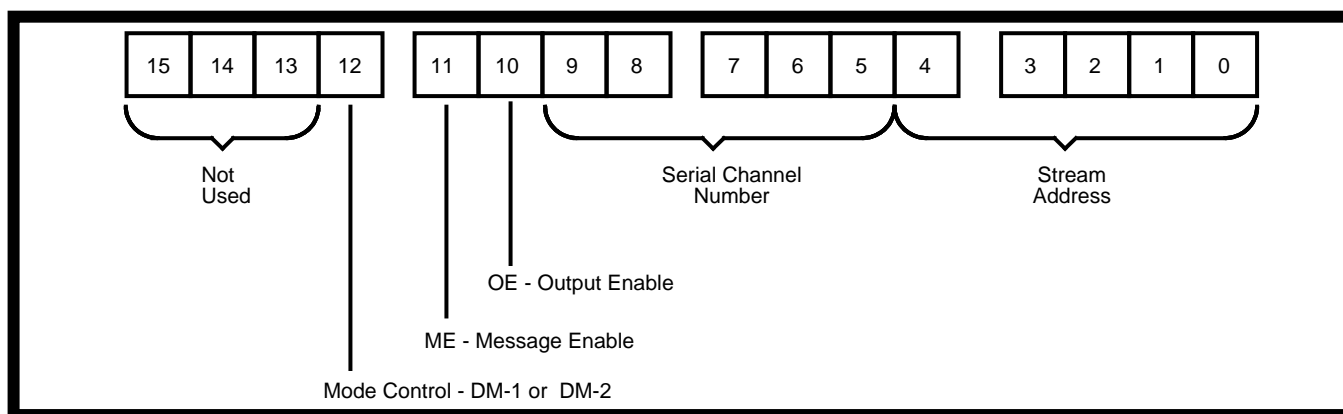 15 14 13 12 11 10 9 8 7 6 5 4 3 2 1 0
Not
Used
Serial Channel
Number
Stream
Address
OE - Output Enable
ME - Message Enable
Mode Control - DM-1 or DM-2